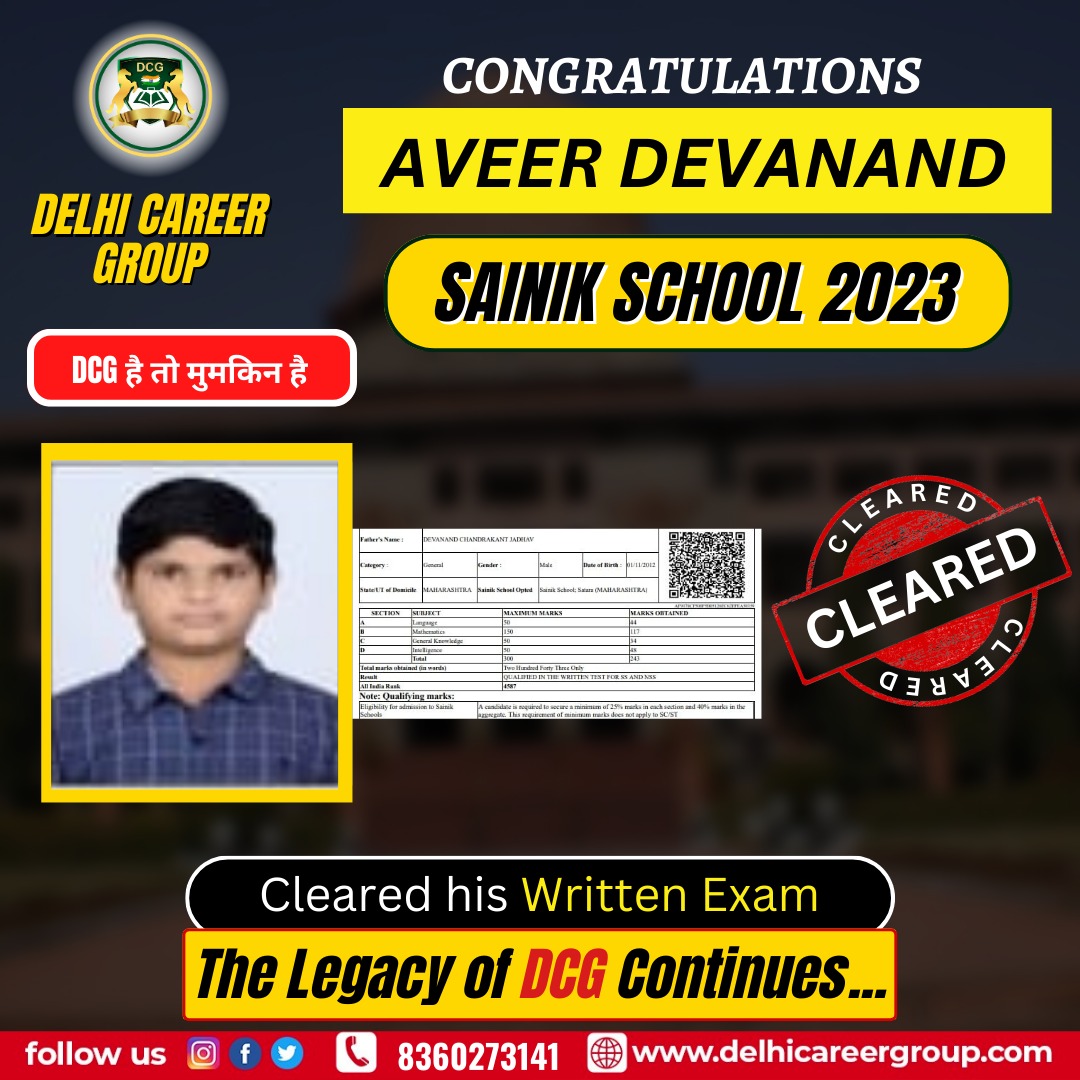 DCG
DELHI CAREER
GROUP
CONGRATULATIONS
AVEER DEVANAND
SAINIK SCHOOL 2023
DCG है तो मुमकिन है
Father's Name : DEVANAND CHANDRAKANT JADHAV
Category : General Gender : Male Date of Birth : 01/11/2012
State/UT of Domicile MAHARASHTRA Sainik School Opted Sainik School; Satara (MAHARASHTRA)
SECTION SUBJECT MAXIMUM MARKS MARKS OBTAINED
A Language 50 44
B Mathematics 150 117
C General Knowledge 50 34
D Intelligence 50 48
Total 300 243
Total marks obtained (in words) Two Hundred Forty Three Only
Result QUALIFIED IN THE WRITTEN TEST FOR SS AND NSS
All India Rank 4587
Note: Qualifying marks:
Eligibility for admission to Sainik Schools A candidate is required to secure a minimum of 25% marks in each section and 40% marks in the
aggregate. This requirement of minimum marks does not apply to SC/ST
CLEARED
CLEARED
CLEARED
Cleared his Written Exam
The Legacy of DCG Continues...
follow us 8360273141 www.delhicareergroup.com